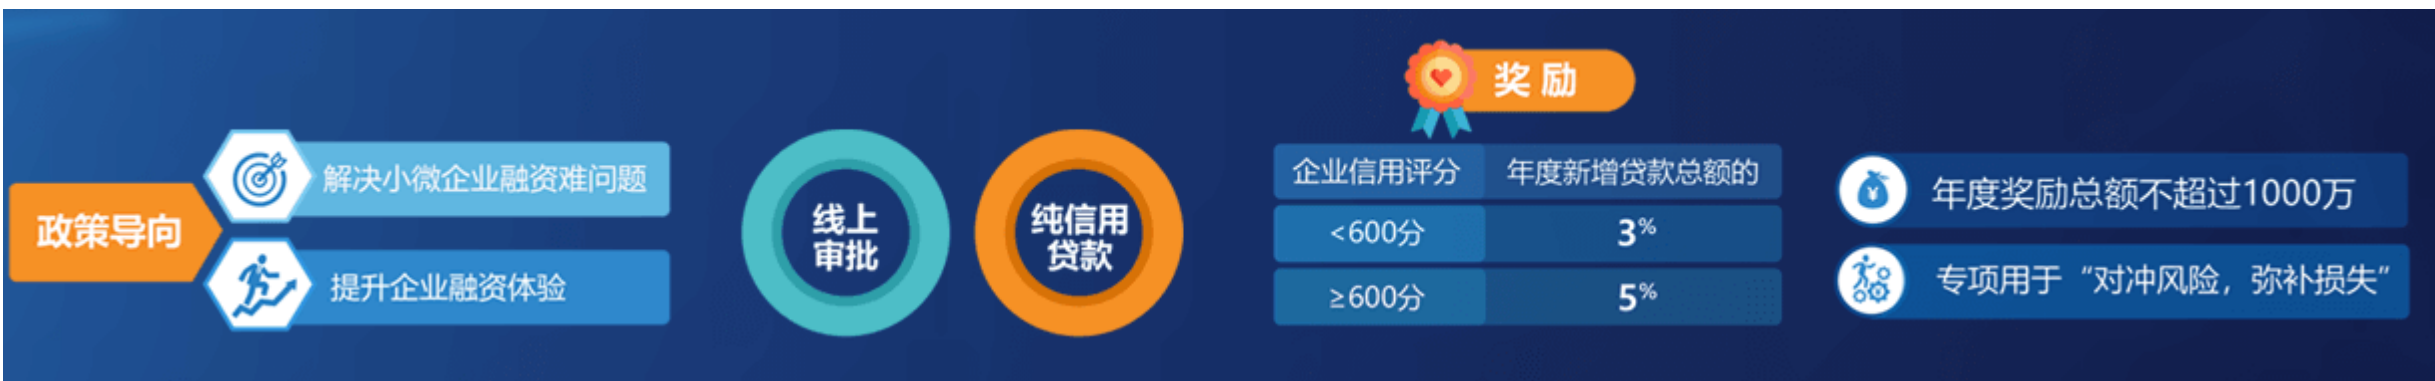 政策导向
解决小微企业融资难问题
提升企业融资体验
线上
审批
纯信用
贷款
奖励
企业信用评分 年度新增贷款总额的
<600分 3%
≥600分 5%
¥
年度奖励总额不超过1000万
专项用于“对冲风险，弥补损失”